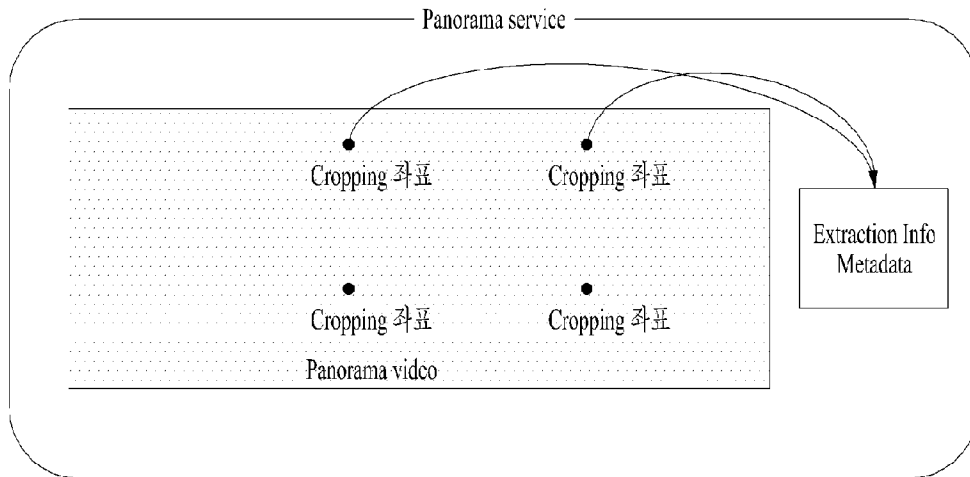 Panorama service
Cropping 좌표
Cropping 좌표
Extraction Info
Metadata
Cropping 좌표
Cropping 좌표
Panorama video